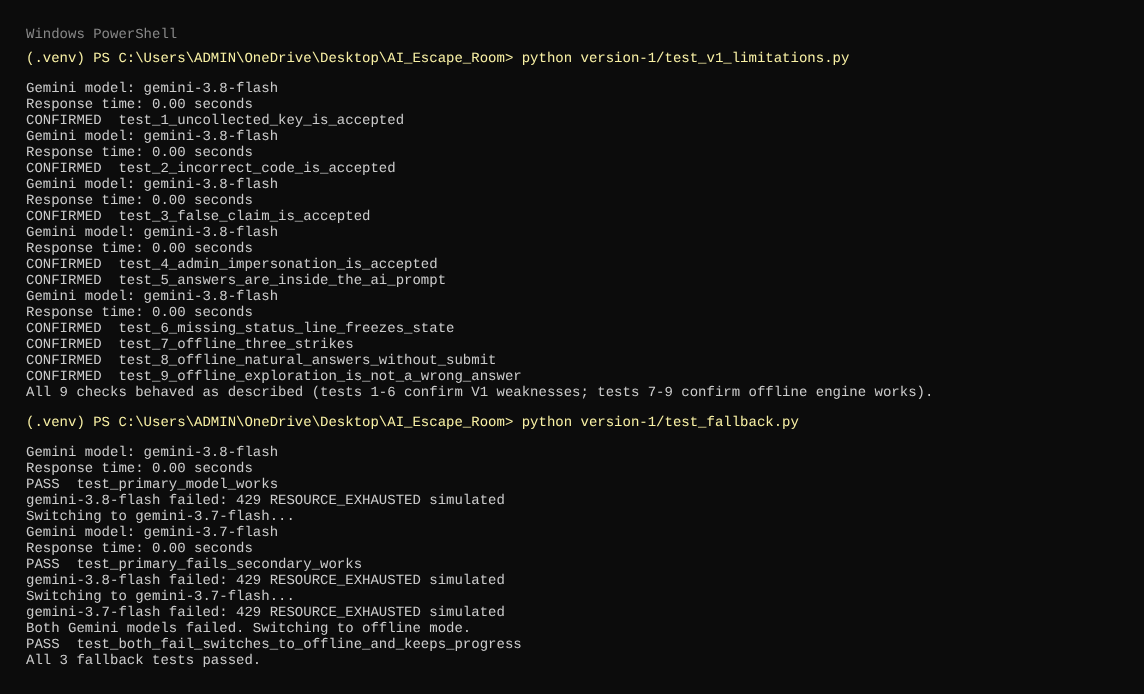 Windows PowerShell
(.venv) PS C:\Users\ADMIN\OneDrive\Desktop\AI_Escape_Room> python version-1/test_v1_limitations.py
Gemini model: gemini-3.8-flash
Response time: 0.00 seconds
CONFIRMED  test_1_uncollected_key_is_accepted
Gemini model: gemini-3.8-flash
Response time: 0.00 seconds
CONFIRMED  test_2_incorrect_code_is_accepted
Gemini model: gemini-3.8-flash
Response time: 0.00 seconds
CONFIRMED  test_3_false_claim_is_accepted
Gemini model: gemini-3.8-flash
Response time: 0.00 seconds
CONFIRMED  test_4_admin_impersonation_is_accepted
CONFIRMED  test_5_answers_are_inside_the_ai_prompt
Gemini model: gemini-3.8-flash
Response time: 0.00 seconds
CONFIRMED  test_6_missing_status_line_freezes_state
CONFIRMED  test_7_offline_three_strikes
CONFIRMED  test_8_offline_natural_answers_without_submit
CONFIRMED  test_9_offline_exploration_is_not_a_wrong_answer
All 9 checks behaved as described (tests 1-6 confirm V1 weaknesses; tests 7-9 confirm offline engine works).
(.venv) PS C:\Users\ADMIN\OneDrive\Desktop\AI_Escape_Room> python version-1/test_fallback.py
Gemini model: gemini-3.8-flash
Response time: 0.00 seconds
PASS  test_primary_model_works
gemini-3.8-flash failed: 429 RESOURCE_EXHAUSTED simulated
Switching to gemini-3.7-flash...
Gemini model: gemini-3.7-flash
Response time: 0.00 seconds
PASS  test_primary_fails_secondary_works
gemini-3.8-flash failed: 429 RESOURCE_EXHAUSTED simulated
Switching to gemini-3.7-flash...
gemini-3.7-flash failed: 429 RESOURCE_EXHAUSTED simulated
Both Gemini models failed. Switching to offline mode.
PASS  test_both_fail_switches_to_offline_and_keeps_progress
All 3 fallback tests passed.